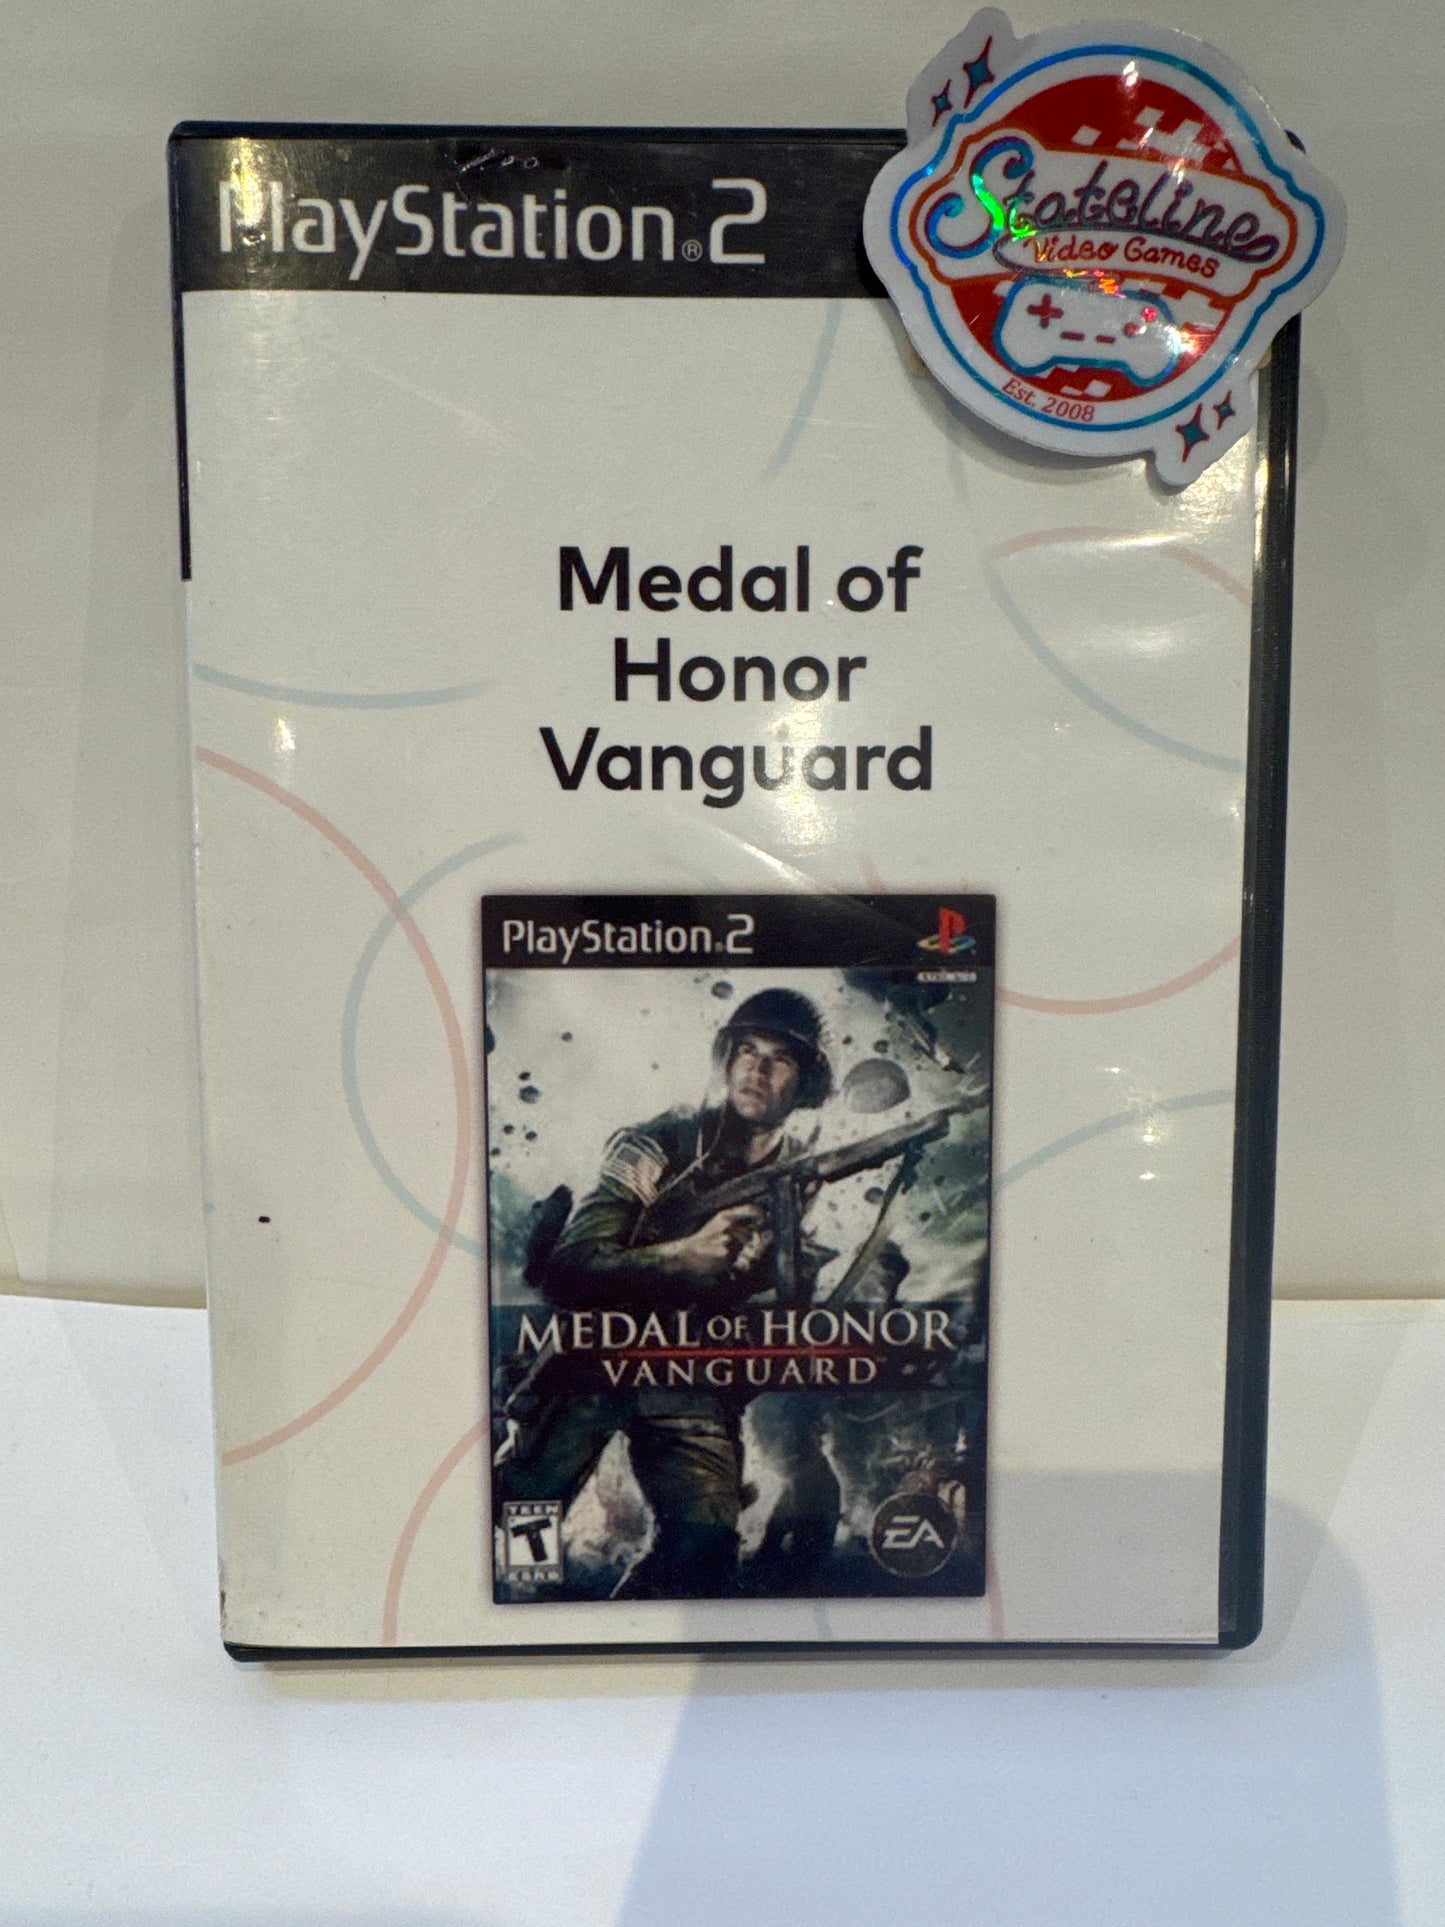 PlayStation®2
Stateline
Video Games
Est. 2008
Medal of
Honor
Vanguard
PlayStation®2
MEDAL OF HONOR
VANGUARD™
TEEN
T
ESRB
EA